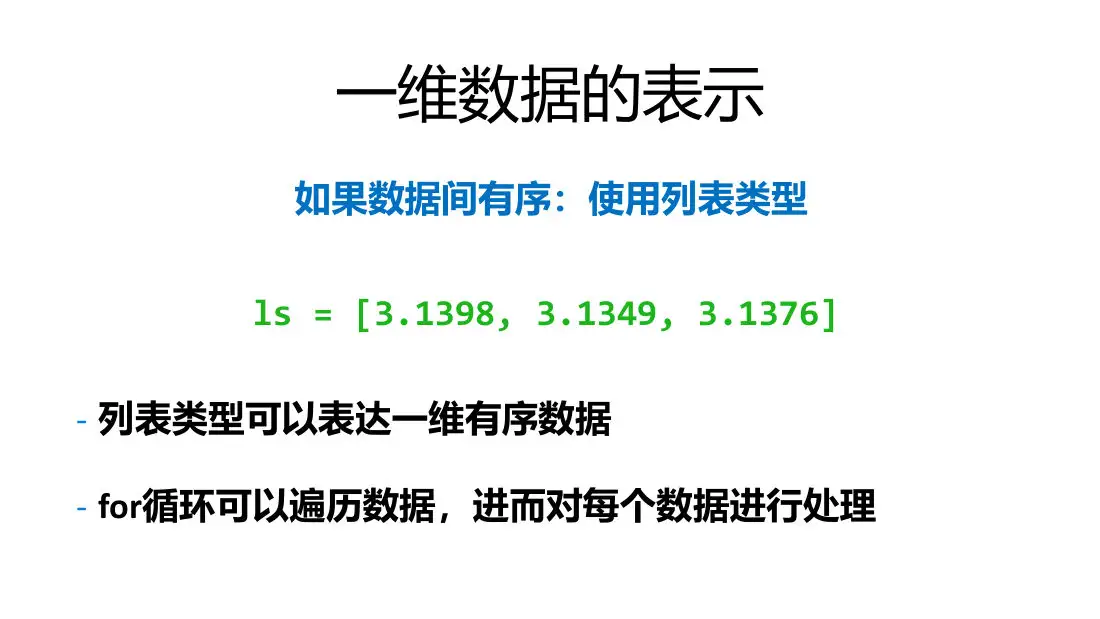 一维数据的表示
如果数据间有序：使用列表类型
ls = [3.1398, 3.1349, 3.1376]
- 列表类型可以表达一维有序数据
- for循环可以遍历数据，进而对每个数据进行处理